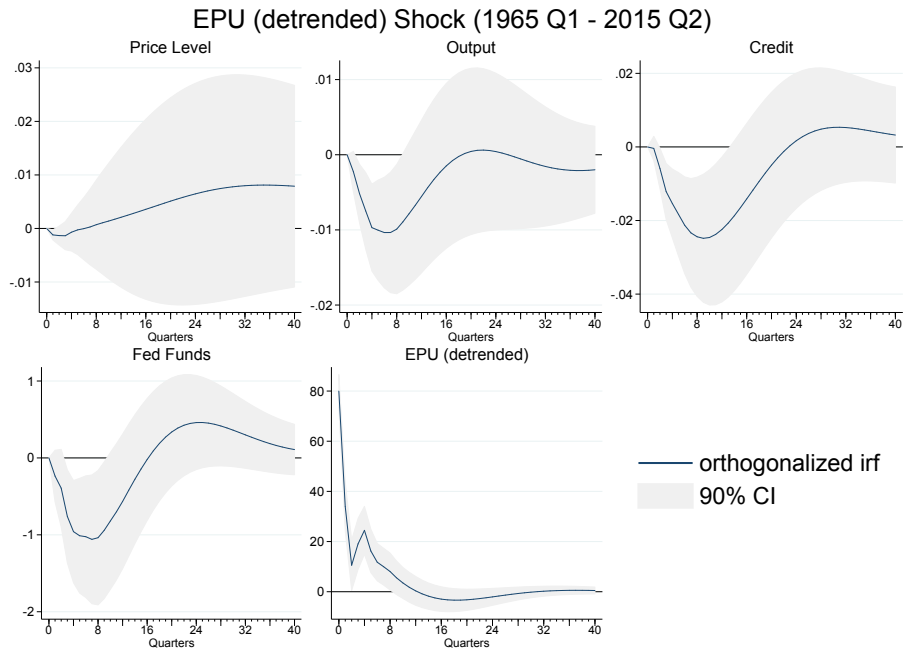 EPU (detrended) Shock (1965 Q1 - 2015 Q2)
Price Level
.03
.02
.01
0
-.01
0 8 16 24 32 40
Quarters
Output
.01
0
-.01
-.02
0 8 16 24 32 40
Quarters
Credit
.02
0
-.02
-.04
0 8 16 24 32 40
Quarters
Fed Funds
1
0
-1
-2
0 8 16 24 32 40
Quarters
EPU (detrended)
80
60
40
20
0
0 8 16 24 32 40
Quarters
orthogonalized irf
90% CI